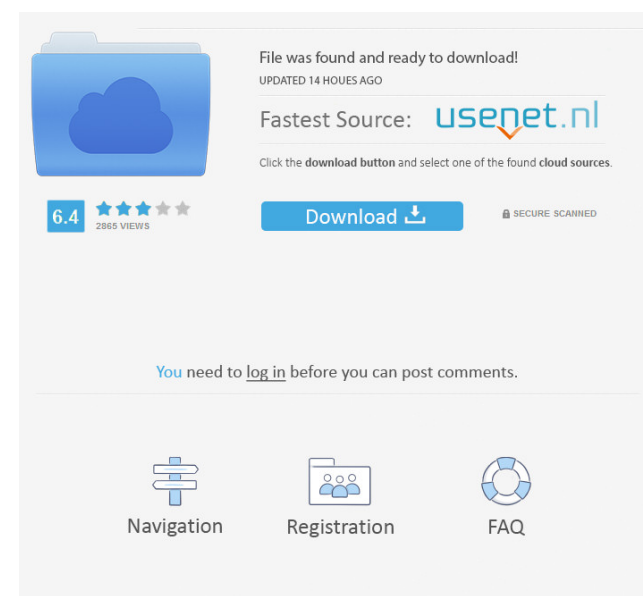 File was found and ready to download!
UPDATED 14 HOUES AGO
Fastest Source: usenet.nl
Click the download button and select one of the found cloud sources.
6.4
2865 VIEWS
Download
SECURE SCANNED
You need to log in before you can post comments.
Navigation
Registration
FAQ